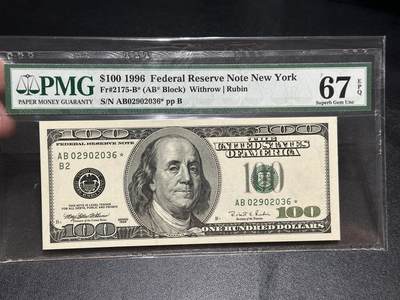 PMG
PAPER MONEY GUARANTY
$100 1996 Federal Reserve Note New York
Fr#2175-B* (AB* Block) Withrow | Rubin
S/N AB02902036* pp B
67 EPQ
Superb Gem Unc
100
100
FEDERAL RESERVE NOTE
THE
UNITED STATES
AB 02902036 *
B2
THIS NOTE IS LEGAL TENDER
FOR ALL DEBTS, PUBLIC AND PRIVATE
100
AB 02902036 *
100
100
ONE HUNDRED DOLLARS